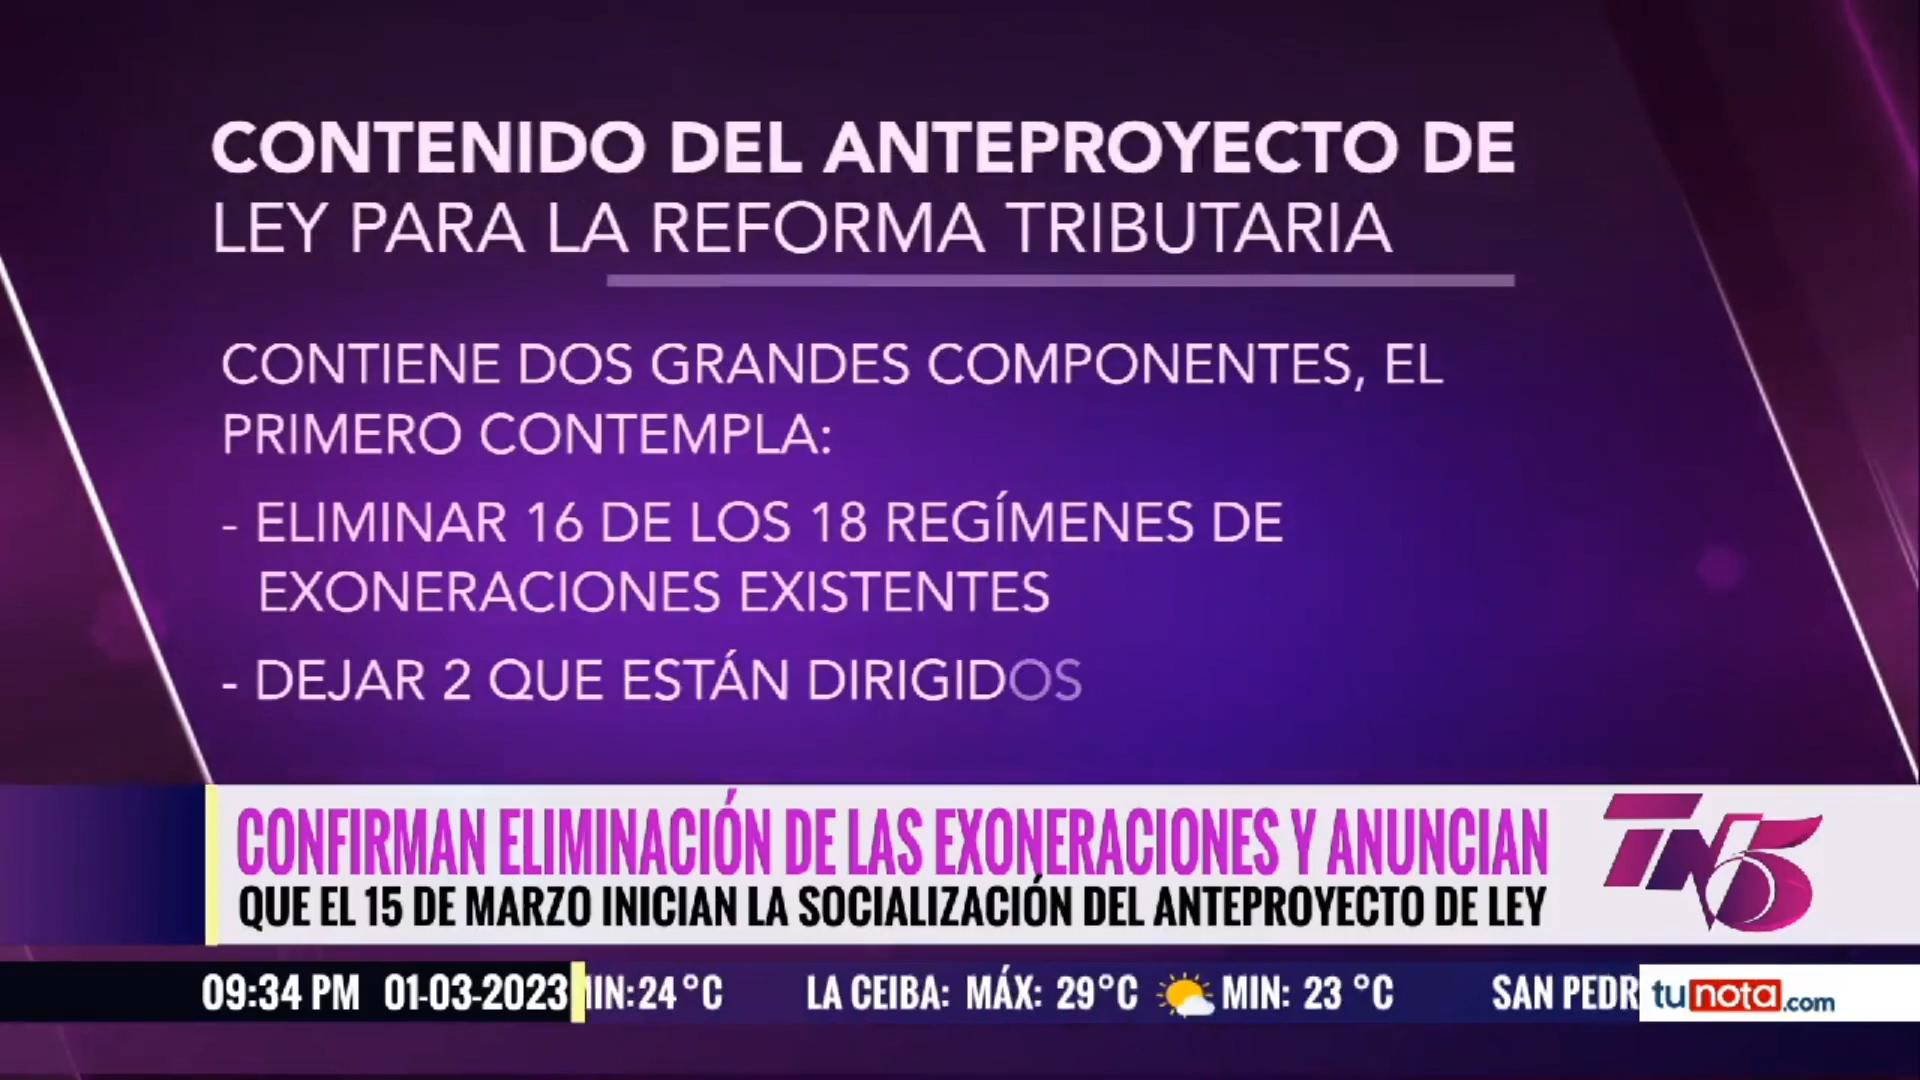 CONTENIDO DEL ANTEPROYECTO DE
LEY PARA LA REFORMA TRIBUTARIA
CONTIENE DOS GRANDES COMPONENTES, EL
PRIMERO CONTEMPLA:
- ELIMINAR 16 DE LOS 18 REGÍMENES DE
EXONERACIONES EXISTENTES
- DEJAR 2 QUE ESTÁN DIRIGIDOS
CONFIRMAN ELIMINACIÓN DE LAS EXONERACIONES Y ANUNCIAN
QUE EL 15 DE MARZO INICIAN LA SOCIALIZACIÓN DEL ANTEPROYECTO DE LEY
TN5
09:34 PM 01-03-2023 MIN: 24°C LA CEIBA: MÁX: 29°C MIN: 23 °C SAN PEDR
tunota.com